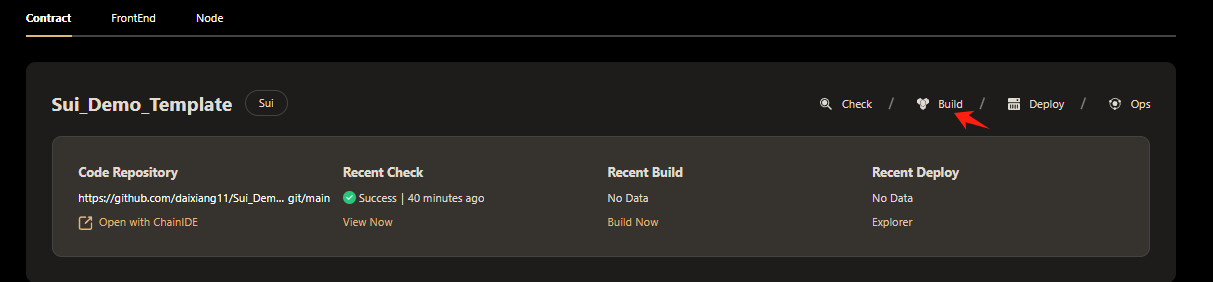 Contract FrontEnd Node
Sui_Demo_Template Sui Check / Build / Deploy / Ops
Code Repository Recent Check Recent Build Recent Deploy
https://github.com/daixiang11/Sui_Dem... git/main Success | 40 minutes ago No Data No Data
Open with ChainIDE View Now Build Now Explorer